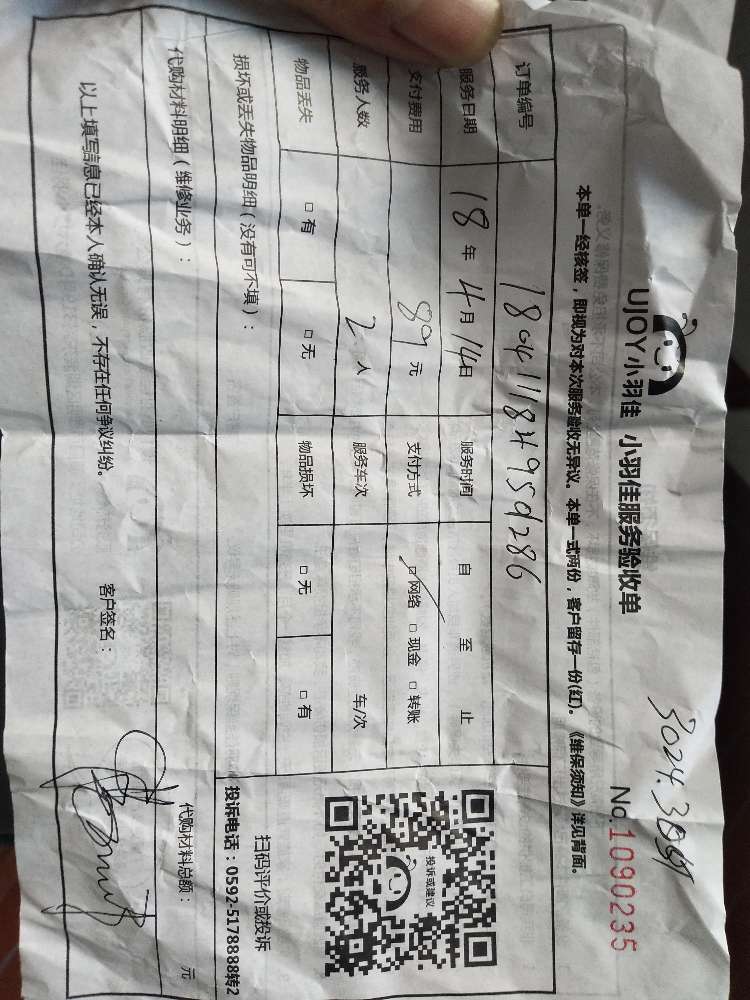 UJOY小羽佳 小羽佳服务验收单
No.1090235
本单一经核签，即视为对本次服务验收无异议。本单一式两份，客户留存一份(红)。《维保须知》详见背面。
订单编号 180411184959286
服务日期 18年4月14日 服务时间 自 至 止
支付费用 89元 支付方式 □网络 □现金 □转账
服务人数 2人 服务车次 车/次
物品丢失 □有 □无 物品损坏 □无 □有
投诉或建议
扫码评价或投诉
投诉电话：0592-5178888转2
损坏或丢失物品明细（没有可不填）：
代购材料明细（维修业务）： 代购材料总额： 元
以上填写信息已经本人确认无误，不存在任何争议纠纷。 客户签名：